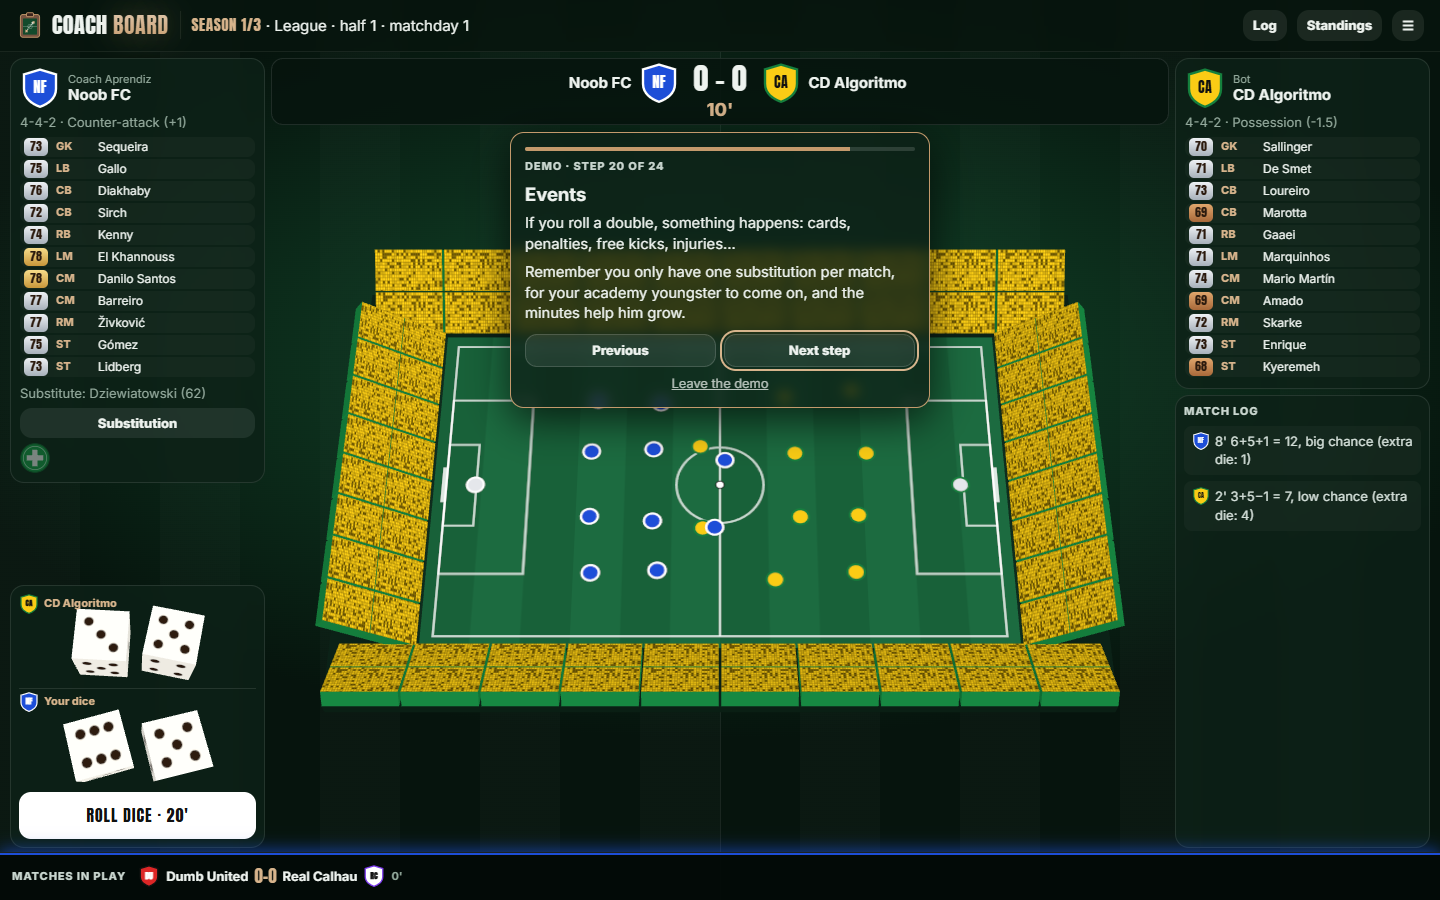 COACH BOARD
SEASON 1/3 · League · half 1 · matchday 1
Log
Standings
NF
Coach Aprendiz
Noob FC
4-4-2 · Counter-attack (+1)
73 GK Sequeira
75 LB Gallo
76 CB Diakhaby
72 CB Sirch
74 RB Kenny
78 LM El Khannouss
78 CM Danilo Santos
77 CM Barreiro
77 RM Živković
75 ST Gómez
73 ST Lidberg
Substitute: Dziewiatowski (62)
Substitution
CA CD Algoritmo
NF Your dice
ROLL DICE · 20'
Noob FC NF 0 - 0 CA CD Algoritmo
10'
DEMO · STEP 20 OF 24
Events
If you roll a double, something happens: cards,
penalties, free kicks, injuries...
Remember you only have one substitution per match,
for your academy youngster to come on, and the
minutes help him grow.
Previous
Next step
Leave the demo
CA
Bot
CD Algoritmo
4-4-2 · Possession (-1.5)
70 GK Sallinger
71 LB De Smet
73 CB Loureiro
69 CB Marotta
71 RB Gaaei
71 LM Marquinhos
74 CM Mario Martín
69 CM Amado
72 RM Skarke
73 ST Enrique
68 ST Kyeremeh
MATCH LOG
NF 8' 6+5+1 = 12, big chance (extra
die: 1)
CA 2' 3+5−1 = 7, low chance (extra
die: 4)
MATCHES IN PLAY
Dumb United 0-0 Real Calhau RC 0'